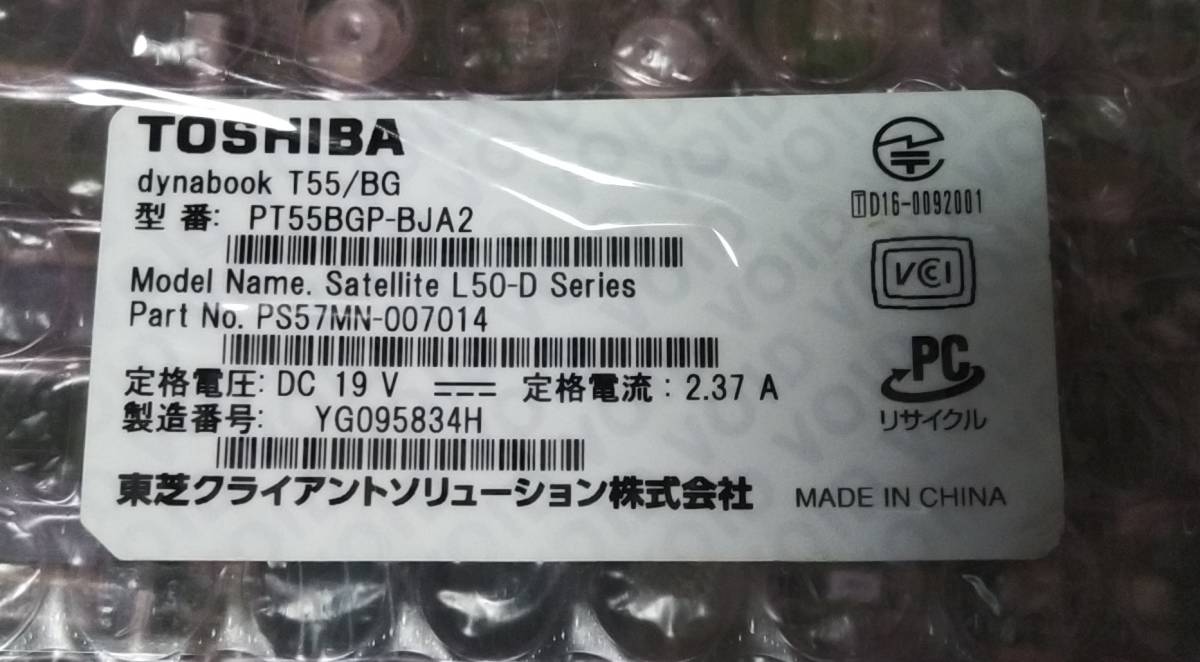 TOSHIBA
dynabook T55/BG
型 番: PT55BGP-BJA2
Model Name. Satellite L50-D Series
Part No. PS57MN-007014
定格電圧: DC 19 V ⎓ 定格電流: 2.37 A
製造番号: YG095834H
東芝クライアントソリューション株式会社 MADE IN CHINA
🅃D16-0092001
VCCI
PC
リサイクル
VOID